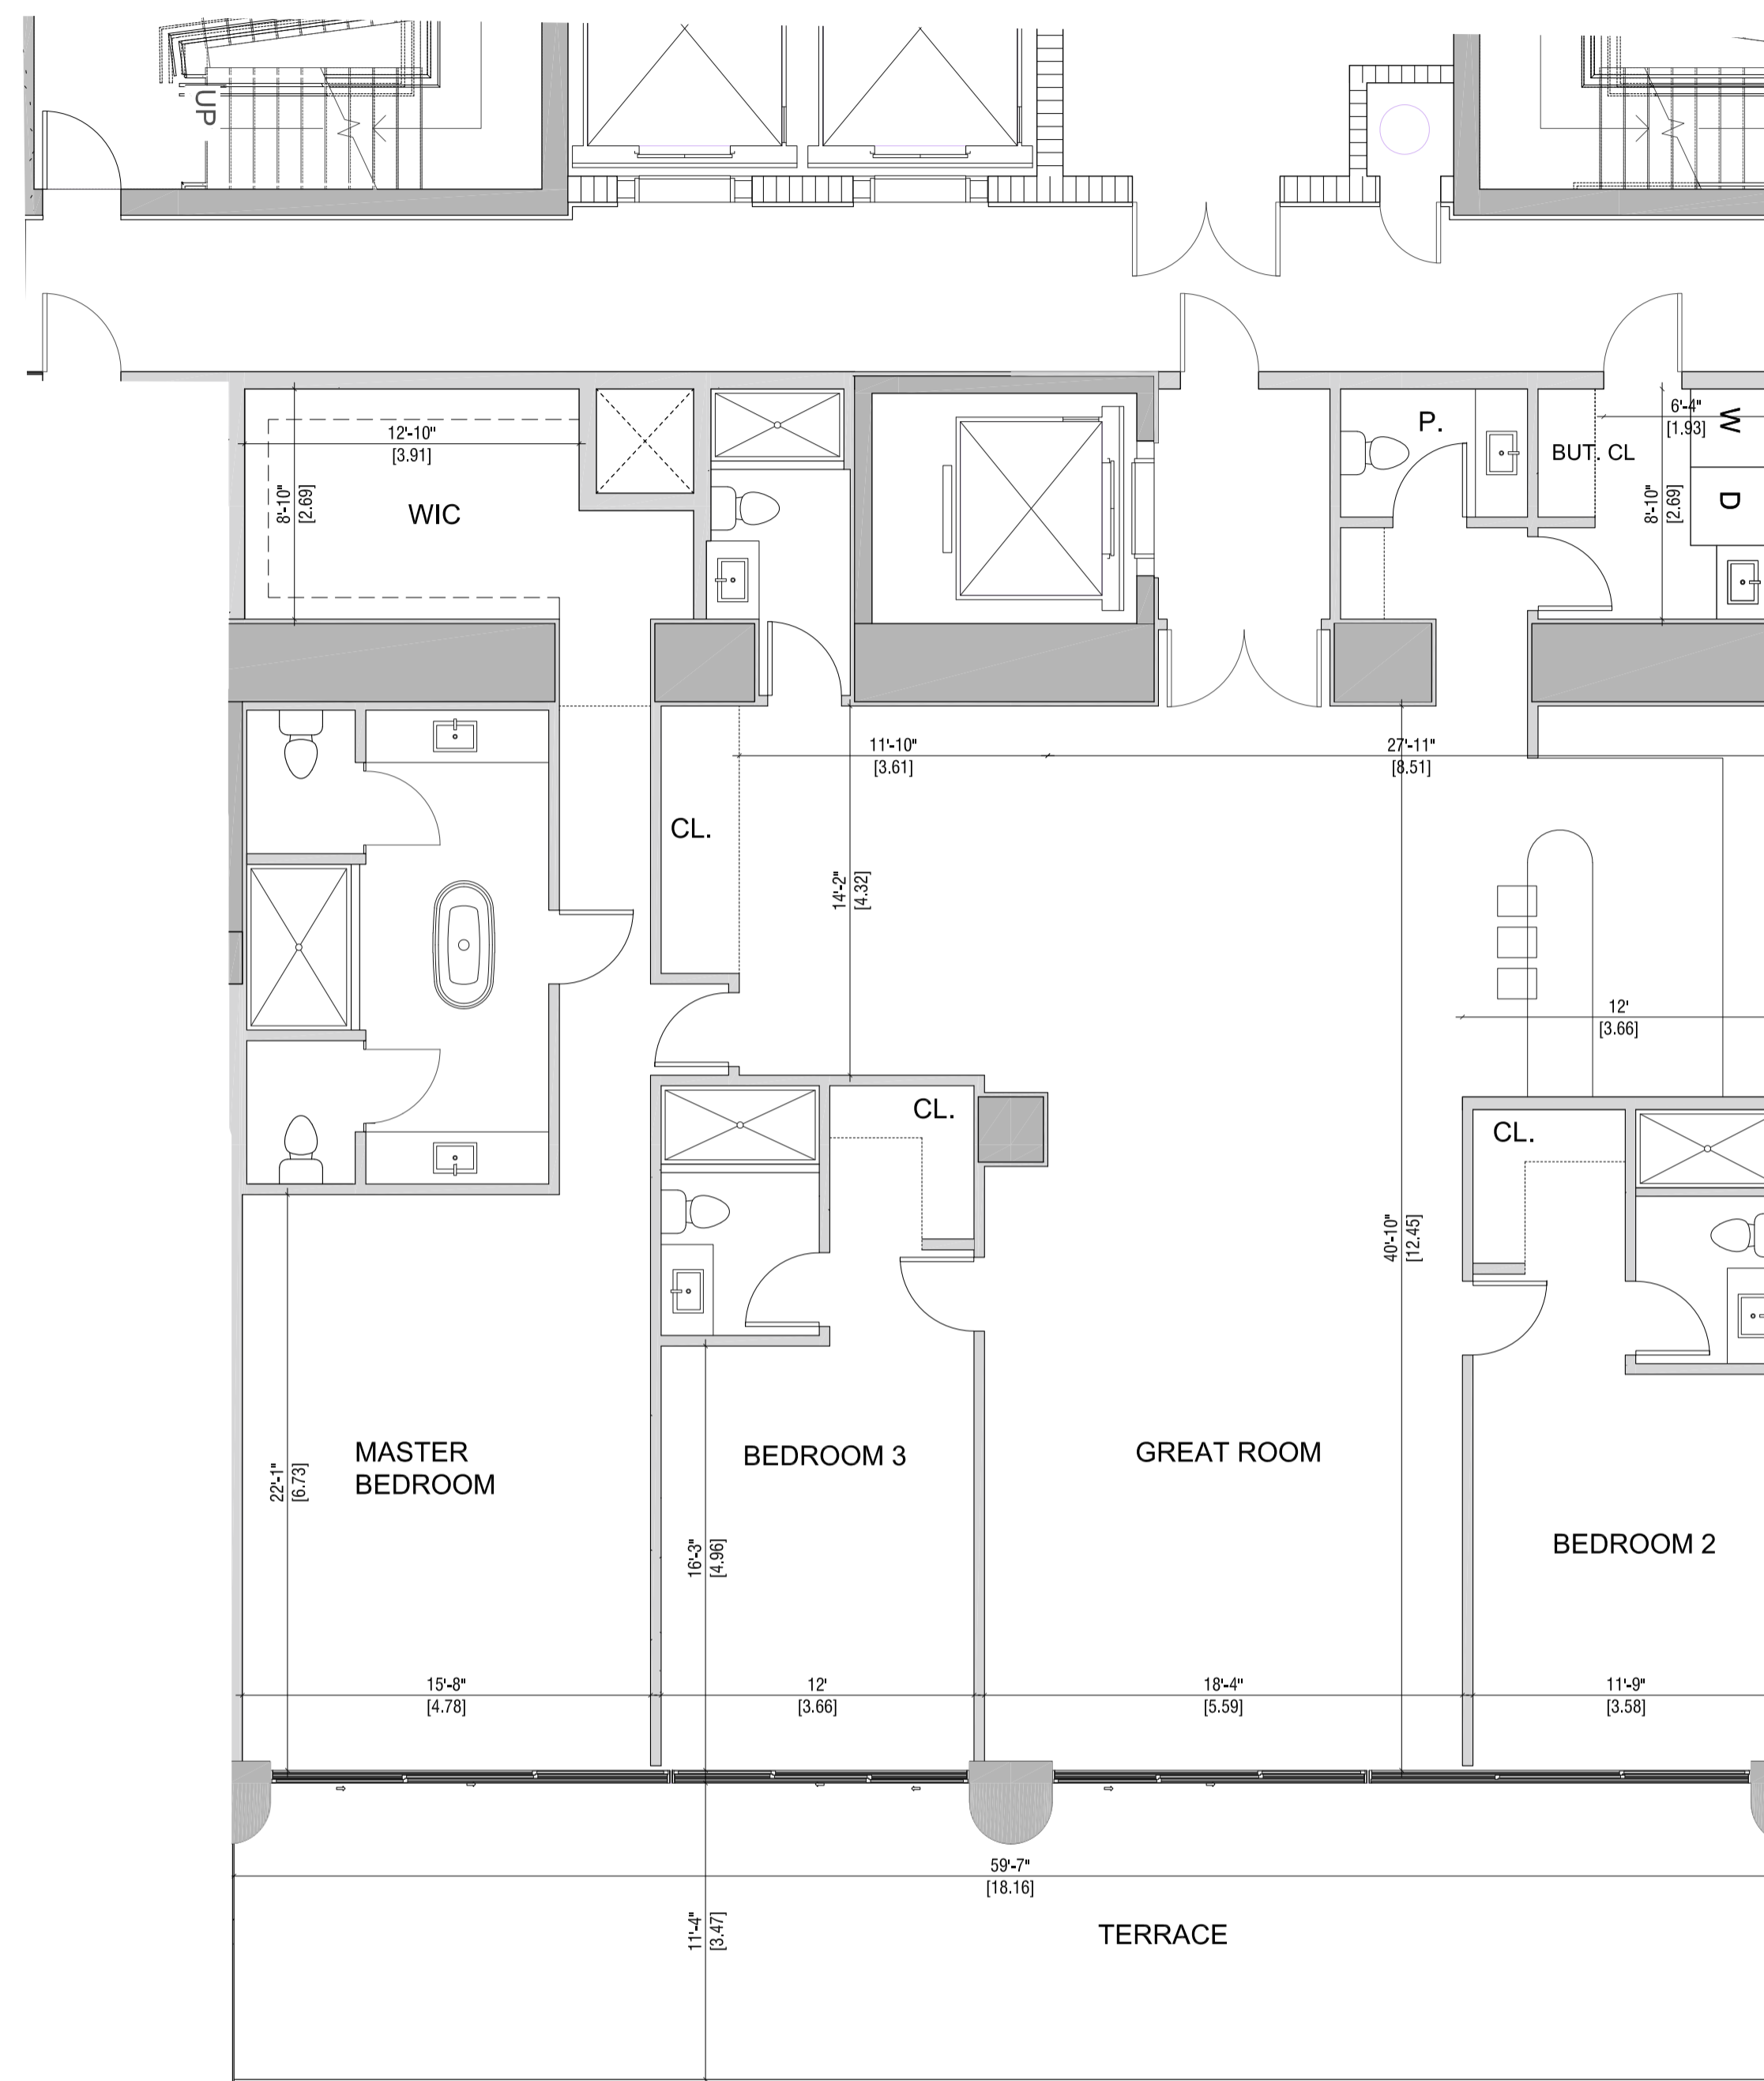 UP
12'-10"
[3.91]
8'-10"
[2.69]
WIC
P.
BUT. CL
6'-4"
[1.93]
W
8'-10"
[2.69]
D
11'-10"
[3.61]
27'-11"
[8.51]
CL.
14'-2"
[4.32]
12'
[3.66]
CL.
CL.
40'-10"
[12.45]
MASTER
BEDROOM
BEDROOM 3
GREAT ROOM
22'-1"
[6.73]
16'-3"
[4.96]
BEDROOM 2
15'-8"
[4.78]
12'
[3.66]
18'-4"
[5.59]
11'-9"
[3.58]
59'-7"
[18.16]
11'-4"
[3.47]
TERRACE